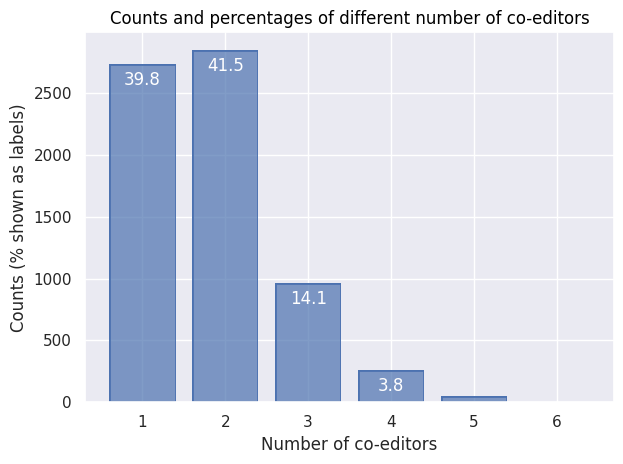 Counts and percentages of different number of co-editors
Counts (% shown as labels)
2500
2000
1500
1000
500
0
39.8
41.5
14.1
3.8
1 2 3 4 5 6
Number of co-editors